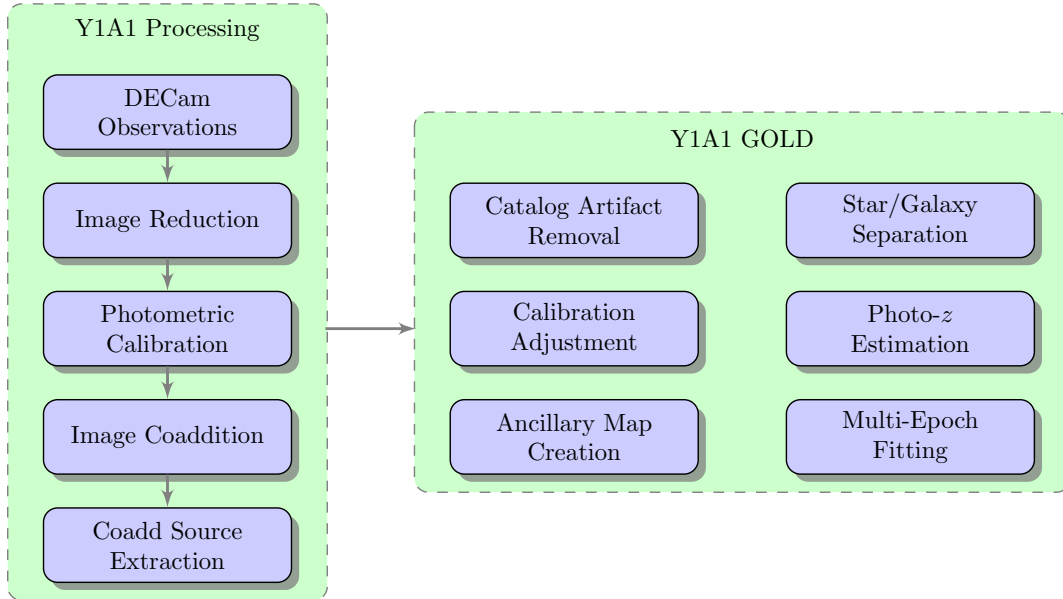 Y1A1 Processing
DECam
Observations
Image Reduction
Photometric
Calibration
Image Coaddition
Coadd Source
Extraction
Y1A1 GOLD
Catalog Artifact
Removal
Calibration
Adjustment
Ancillary Map
Creation
Star/Galaxy
Separation
Photo-z
Estimation
Multi-Epoch
Fitting